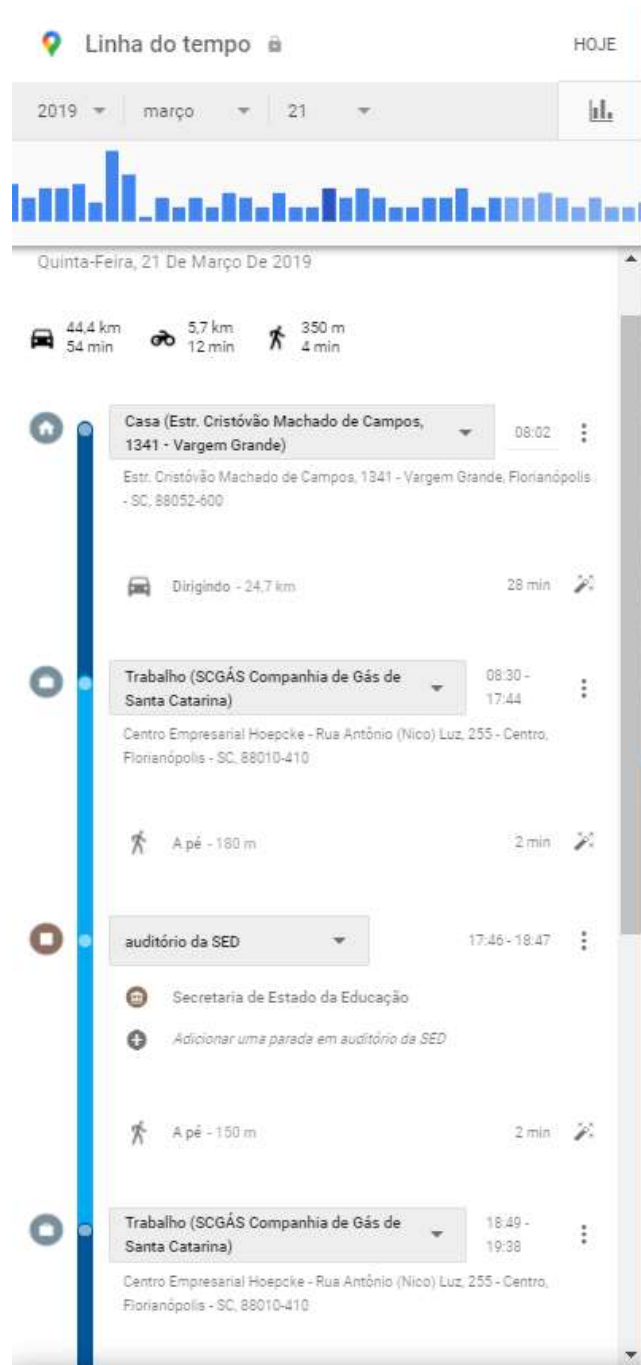 Linha do tempo
HOJE
2019 março 21
Quinta-Feira, 21 De Março De 2019
44,4 km 5,7 km 350 m
54 min 12 min 4 min
Casa (Estr. Cristóvão Machado de Campos,
1341 - Vargem Grande)
08:02
Estr. Cristóvão Machado de Campos, 1341 - Vargem Grande, Florianópolis
- SC, 88052-600
Dirigindo - 24,7 km
28 min
Trabalho (SCGÁS Companhia de Gás de
Santa Catarina)
08:30 -
17:44
Centro Empresarial Hoepcke - Rua Antônio (Nico) Luz, 255 - Centro,
Florianópolis - SC, 88010-410
A pé - 180 m
2 min
auditório da SED
17:46 - 18:47
Secretaria de Estado da Educação
Adicionar uma parada em auditório da SED
A pé - 150 m
2 min
Trabalho (SCGÁS Companhia de Gás de
Santa Catarina)
18:49 -
19:38
Centro Empresarial Hoepcke - Rua Antônio (Nico) Luz, 255 - Centro,
Florianópolis - SC, 88010-410